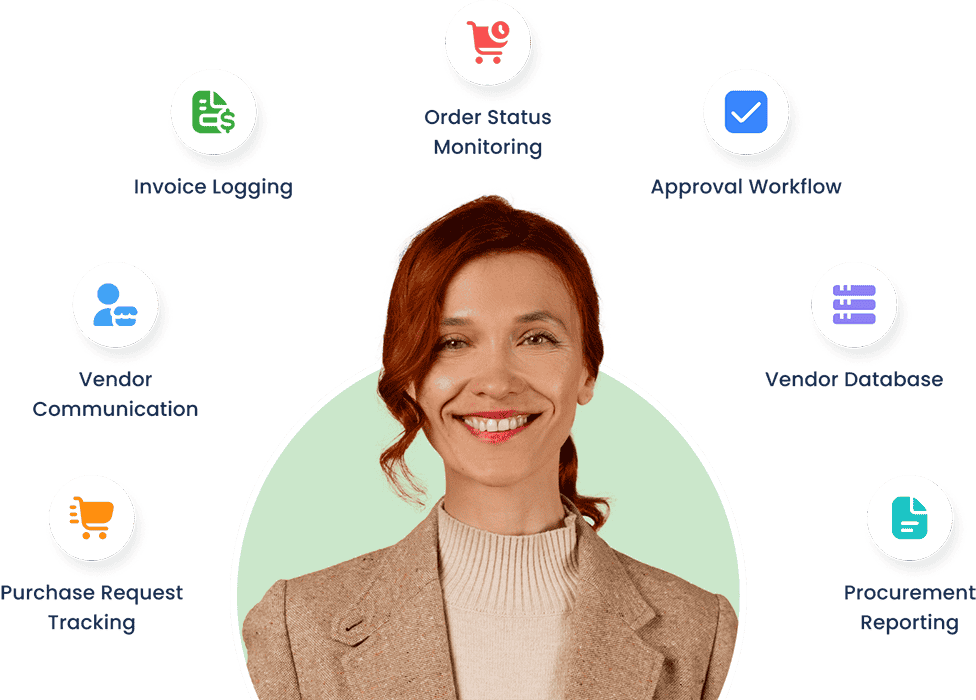 Order Status
Monitoring
Invoice Logging
Approval Workflow
Vendor
Communication
Vendor Database
Purchase Request
Tracking
Procurement
Reporting